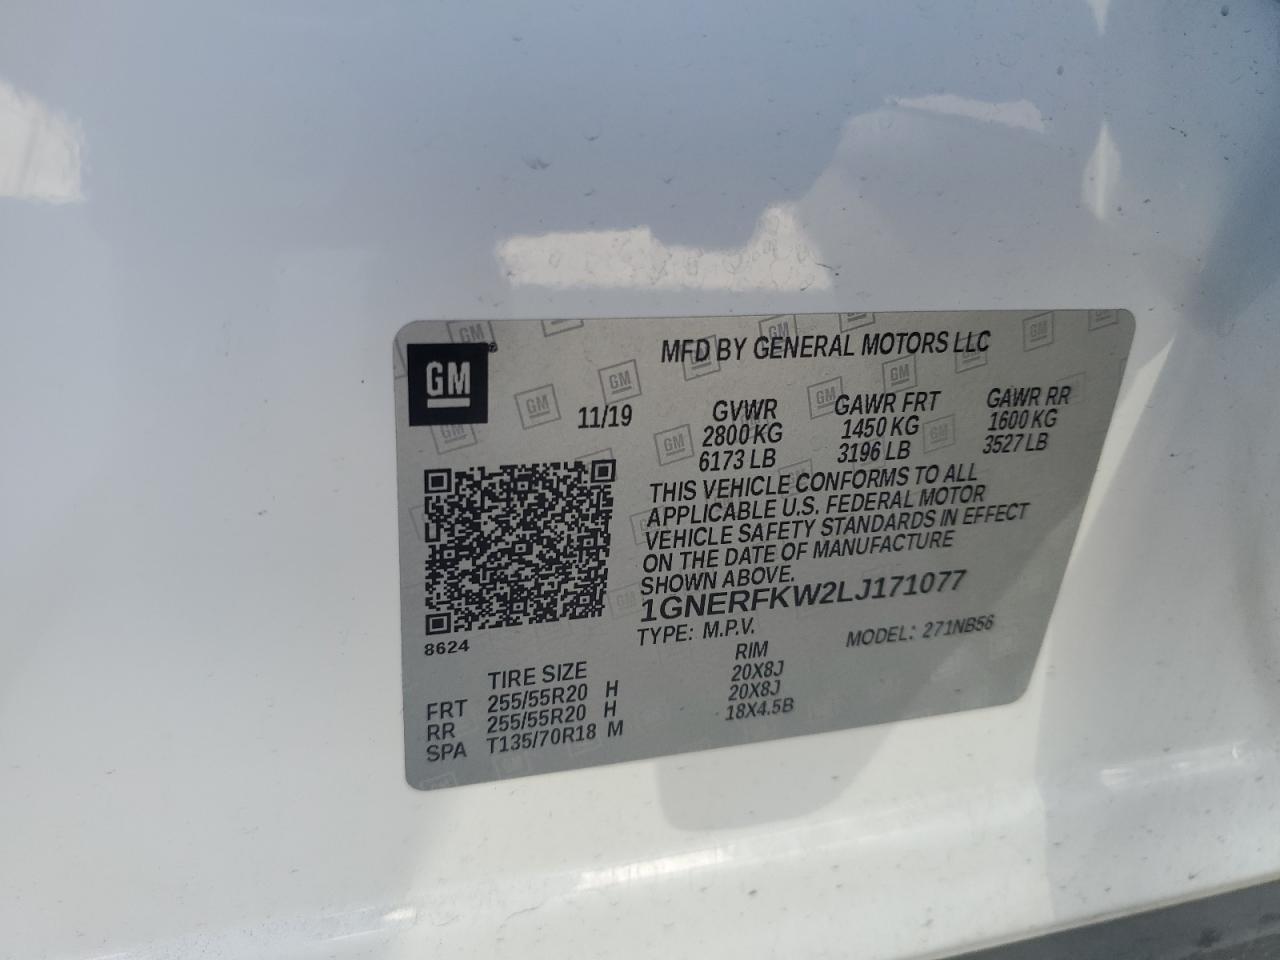 GM
MFD BY GENERAL MOTORS LLC
11/19
GVWR
2800 KG
6173 LB
GAWR FRT
1450 KG
3196 LB
GAWR RR
1600 KG
3527 LB
THIS VEHICLE CONFORMS TO ALL
APPLICABLE U.S. FEDERAL MOTOR
VEHICLE SAFETY STANDARDS IN EFFECT
ON THE DATE OF MANUFACTURE
SHOWN ABOVE.
1GNERFKW2LJ171077
TYPE: M.P.V.
MODEL: 271NB56
8624
TIRE SIZE RIM
FRT 255/55R20 H 20X8J
RR 255/55R20 H 20X8J
SPA T135/70R18 M 18X4.5B